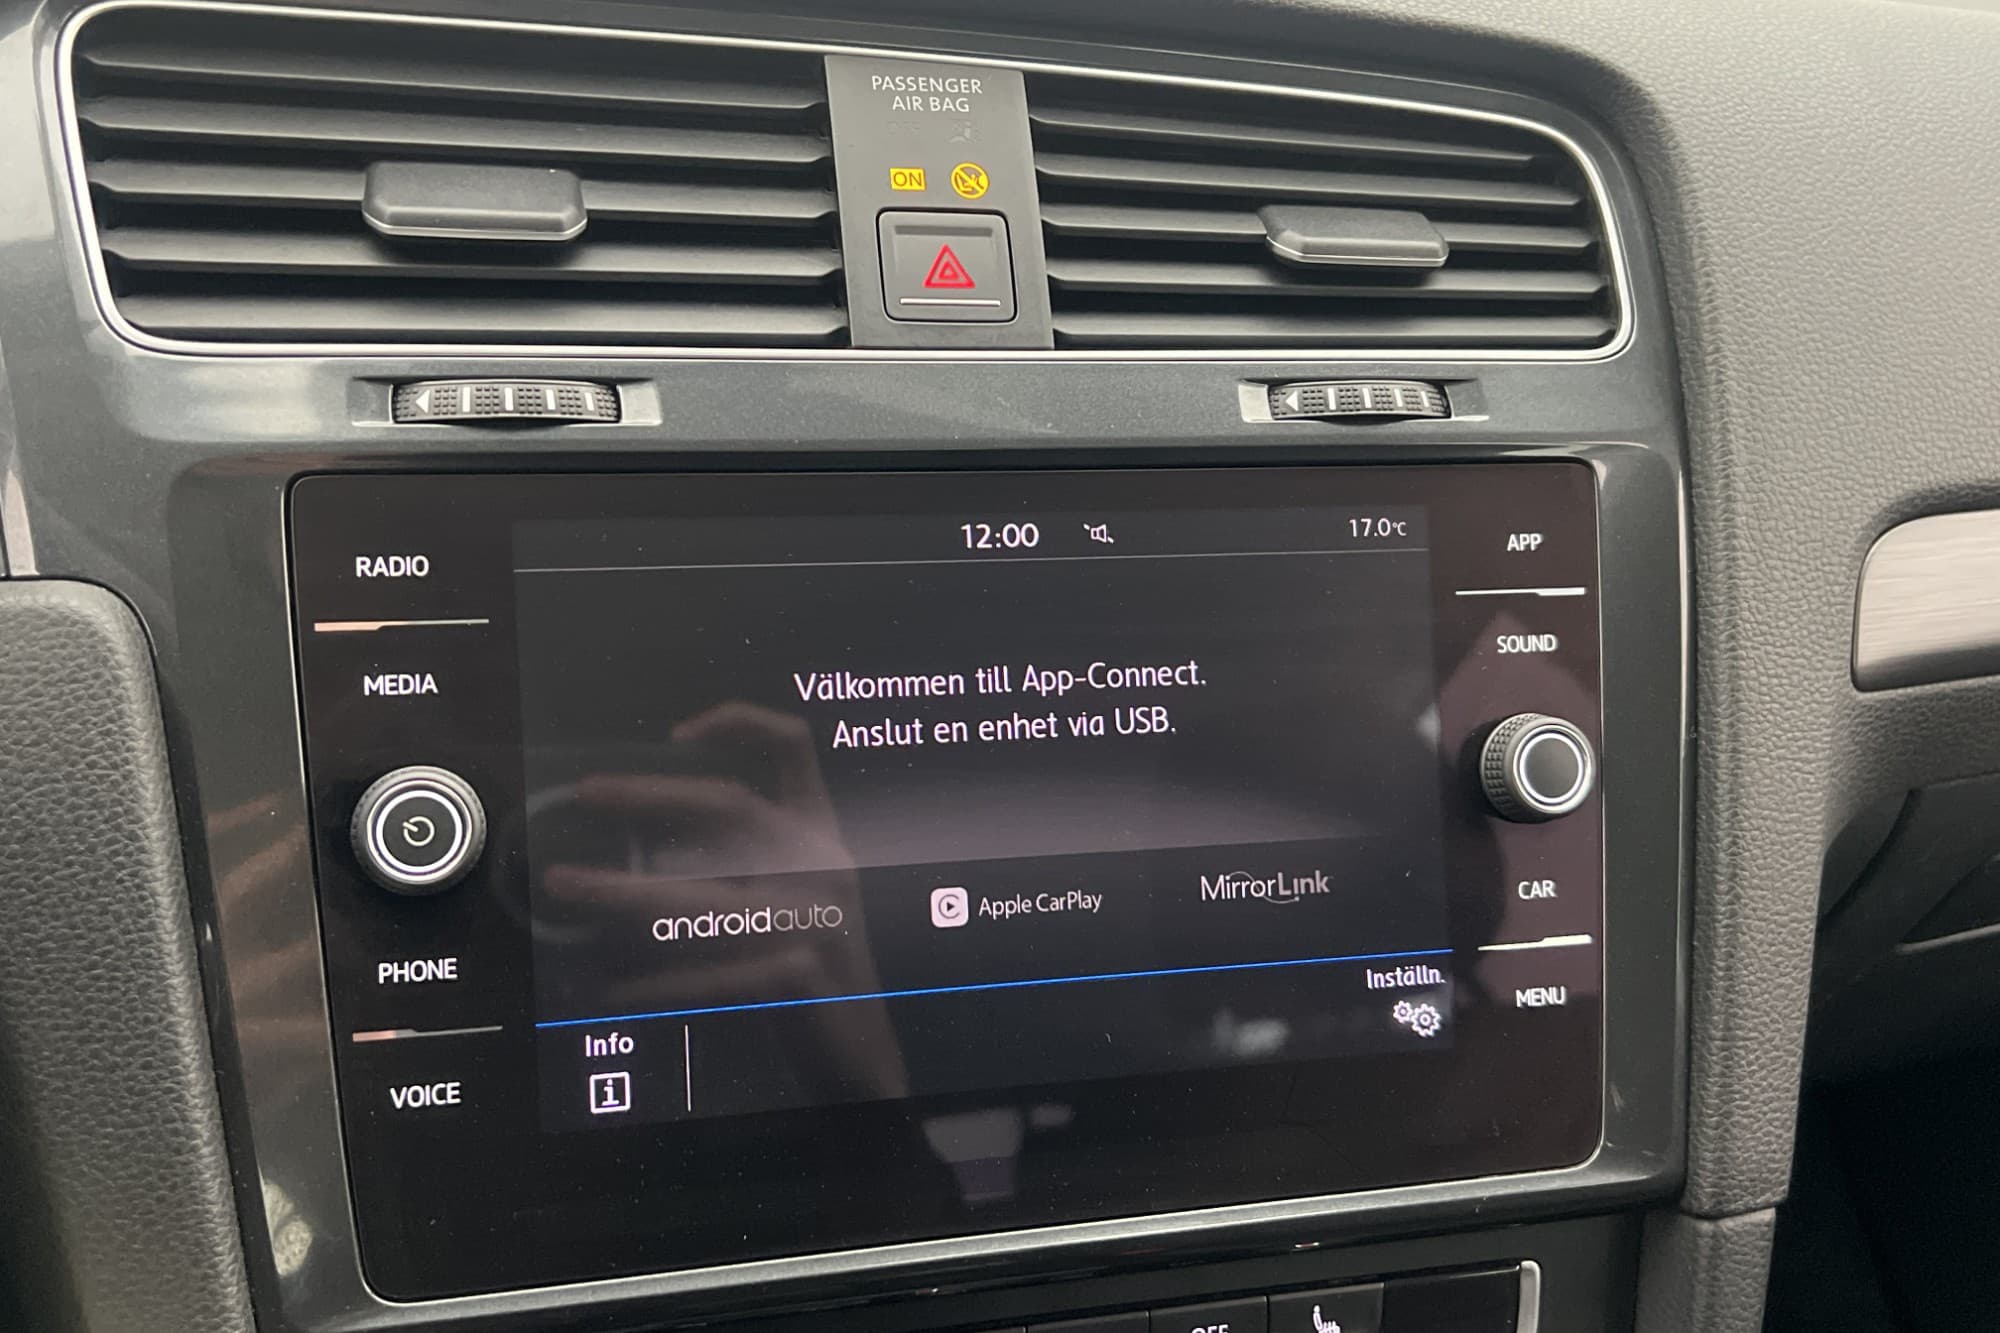 PASSENGER
AIR BAG
ON
12:00
17.0°C
RADIO
MEDIA
PHONE
VOICE
Välkommen till App-Connect.
Anslut en enhet via USB.
androidauto
Apple CarPlay
MirrorLink
Info
Inställn.
APP
SOUND
CAR
MENU
OFF